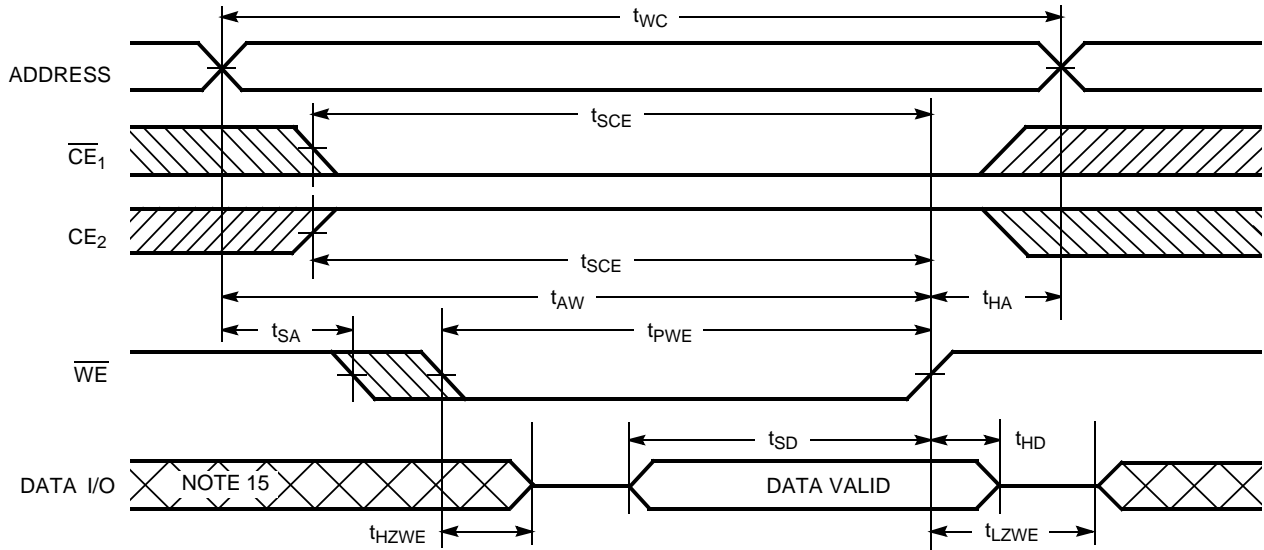 tWC
ADDRESS
tSCE
CE1
CE2
tSCE
tAW
tHA
tSA
tPWE
WE
tSD
tHD
DATA I/O
NOTE 15
DATA VALID
tHZWE
tLZWE